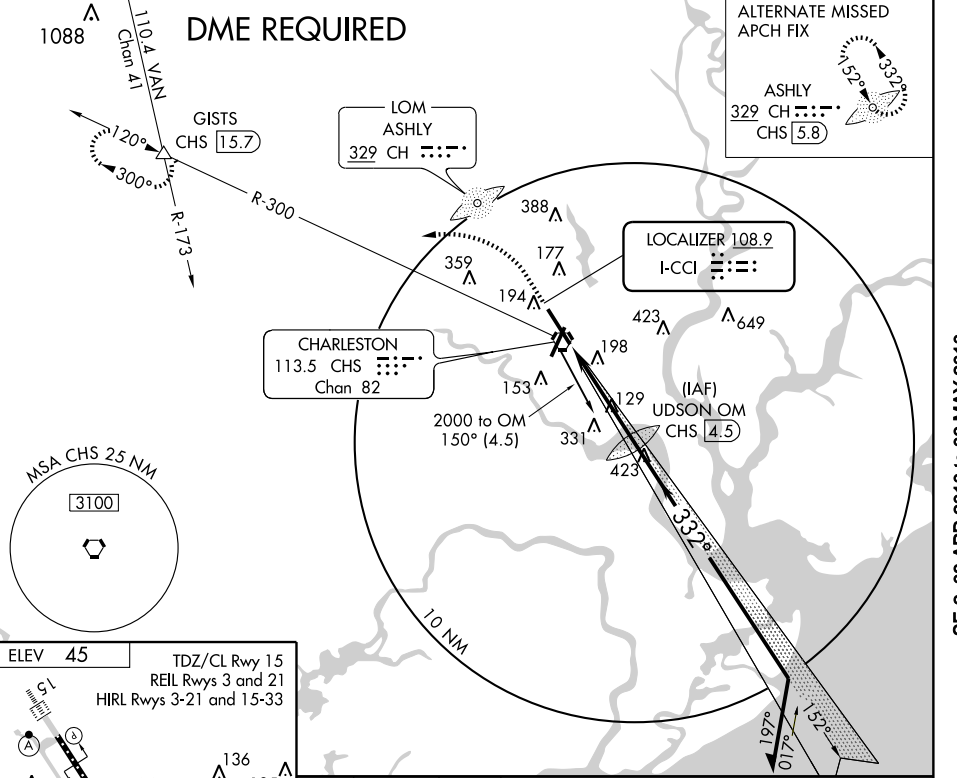 1088
110.4 VAN
Chan 41
DME REQUIRED
ALTERNATE MISSED
APCH FIX
152°
332°
ASHLY
329 CH
CHS 5.8
GISTS
CHS 15.7
120°
300°
R-300
R-173
LOM
ASHLY
329 CH
388
177
359
194
LOCALIZER 108.9
I-CCI
423
649
CHARLESTON
113.5 CHS
Chan 82
198
153
129
(IAF)
UDSON OM
CHS 4.5
2000 to OM
150° (4.5)
331
423
MSA CHS 25 NM
3100
332°
10 NM
197°
017°
152°
ELEV 45
TDZ/CL Rwy 15
REIL Rwys 3 and 21
HIRL Rwys 3-21 and 15-33
15
A
P
136